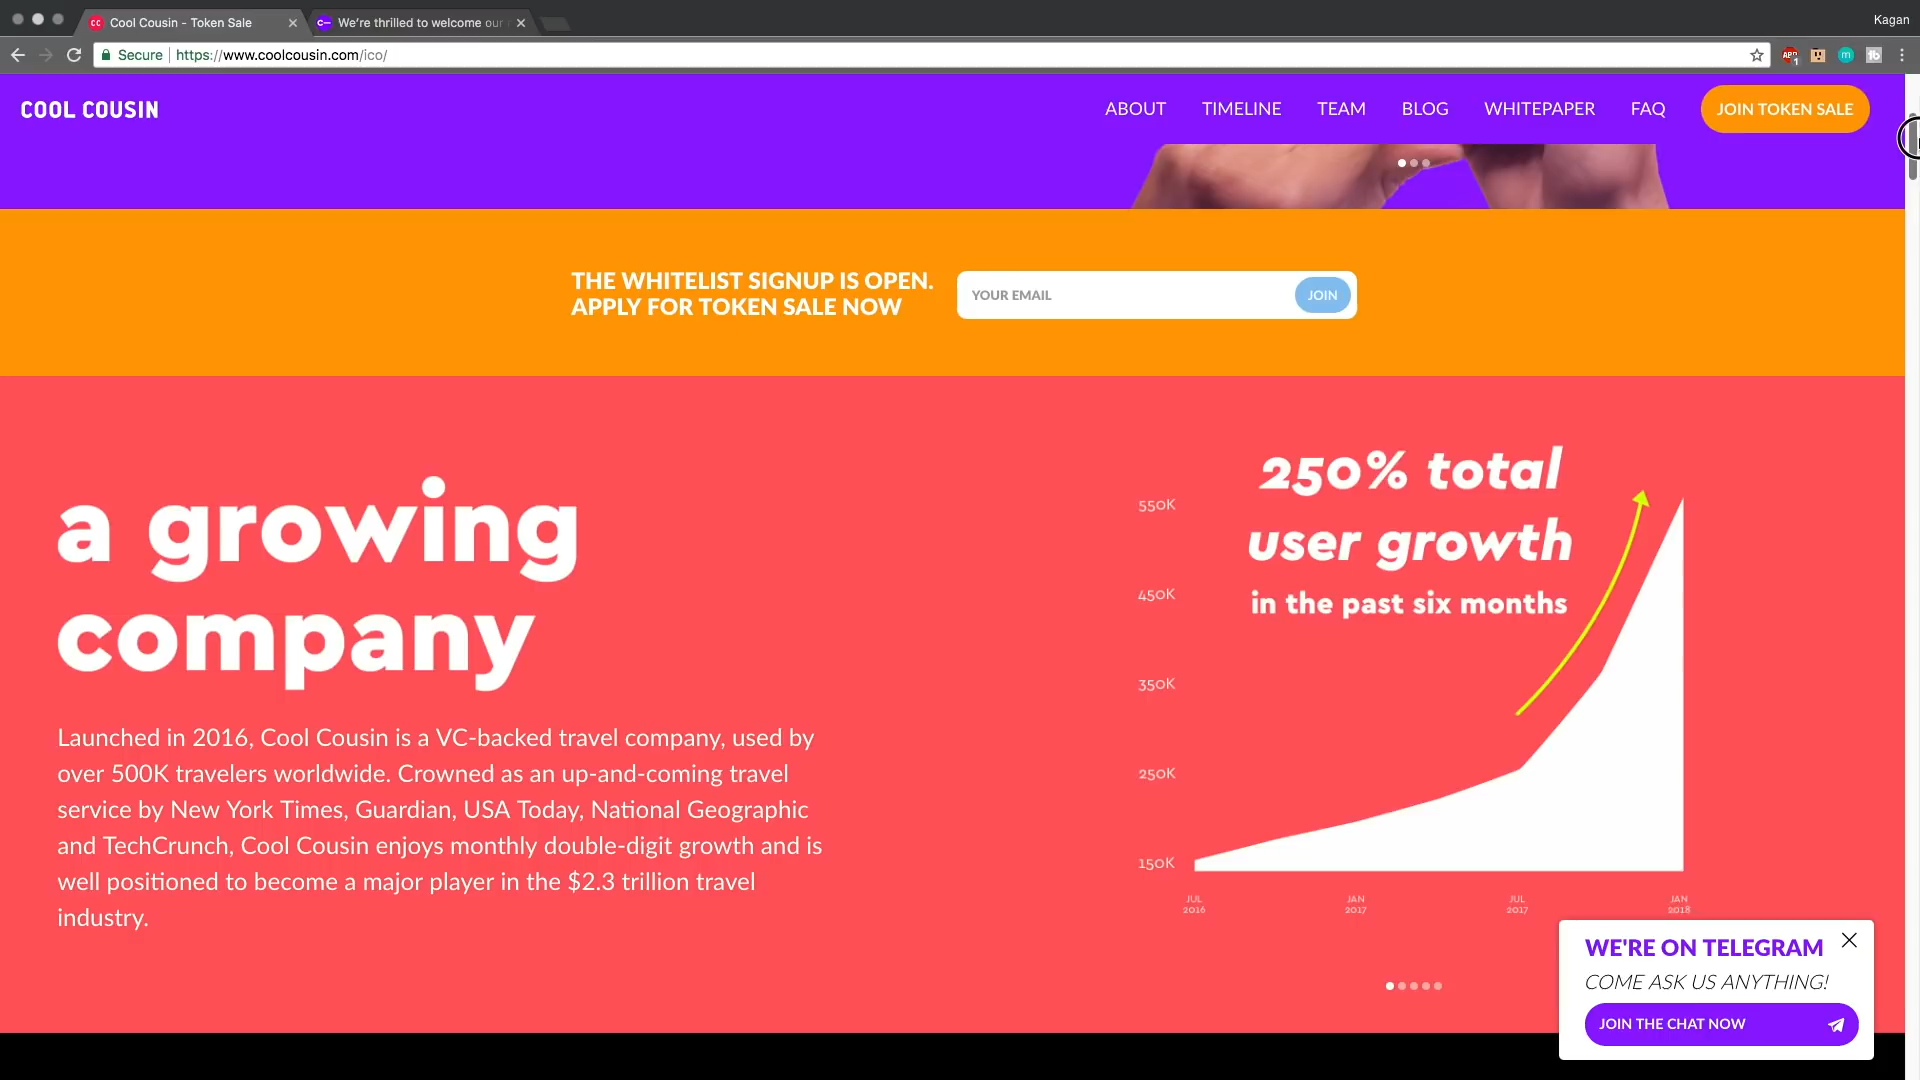 Cool Cousin - Token Sale
We're thrilled to welcome our
Kagan
Secure
https://www.coolcousin.com/ico/
COOL COUSIN
ABOUT
TIMELINE
TEAM
BLOG
WHITEPAPER
FAQ
JOIN TOKEN SALE
THE WHITELIST SIGNUP IS OPEN.
APPLY FOR TOKEN SALE NOW
YOUR EMAIL
JOIN
a growing
company
Launched in 2016, Cool Cousin is a VC-backed travel company, used by
over 500K travelers worldwide. Crowned as an up-and-coming travel
service by New York Times, Guardian, USA Today, National Geographic
and TechCrunch, Cool Cousin enjoys monthly double-digit growth and is
well positioned to become a major player in the $2.3 trillion travel
industry.
250% total
user growth
in the past six months
550K
450K
350K
250K
150K
JUL
2016
JAN
2017
JUL
2017
JAN
2018
WE'RE ON TELEGRAM
COME ASK US ANYTHING!
JOIN THE CHAT NOW